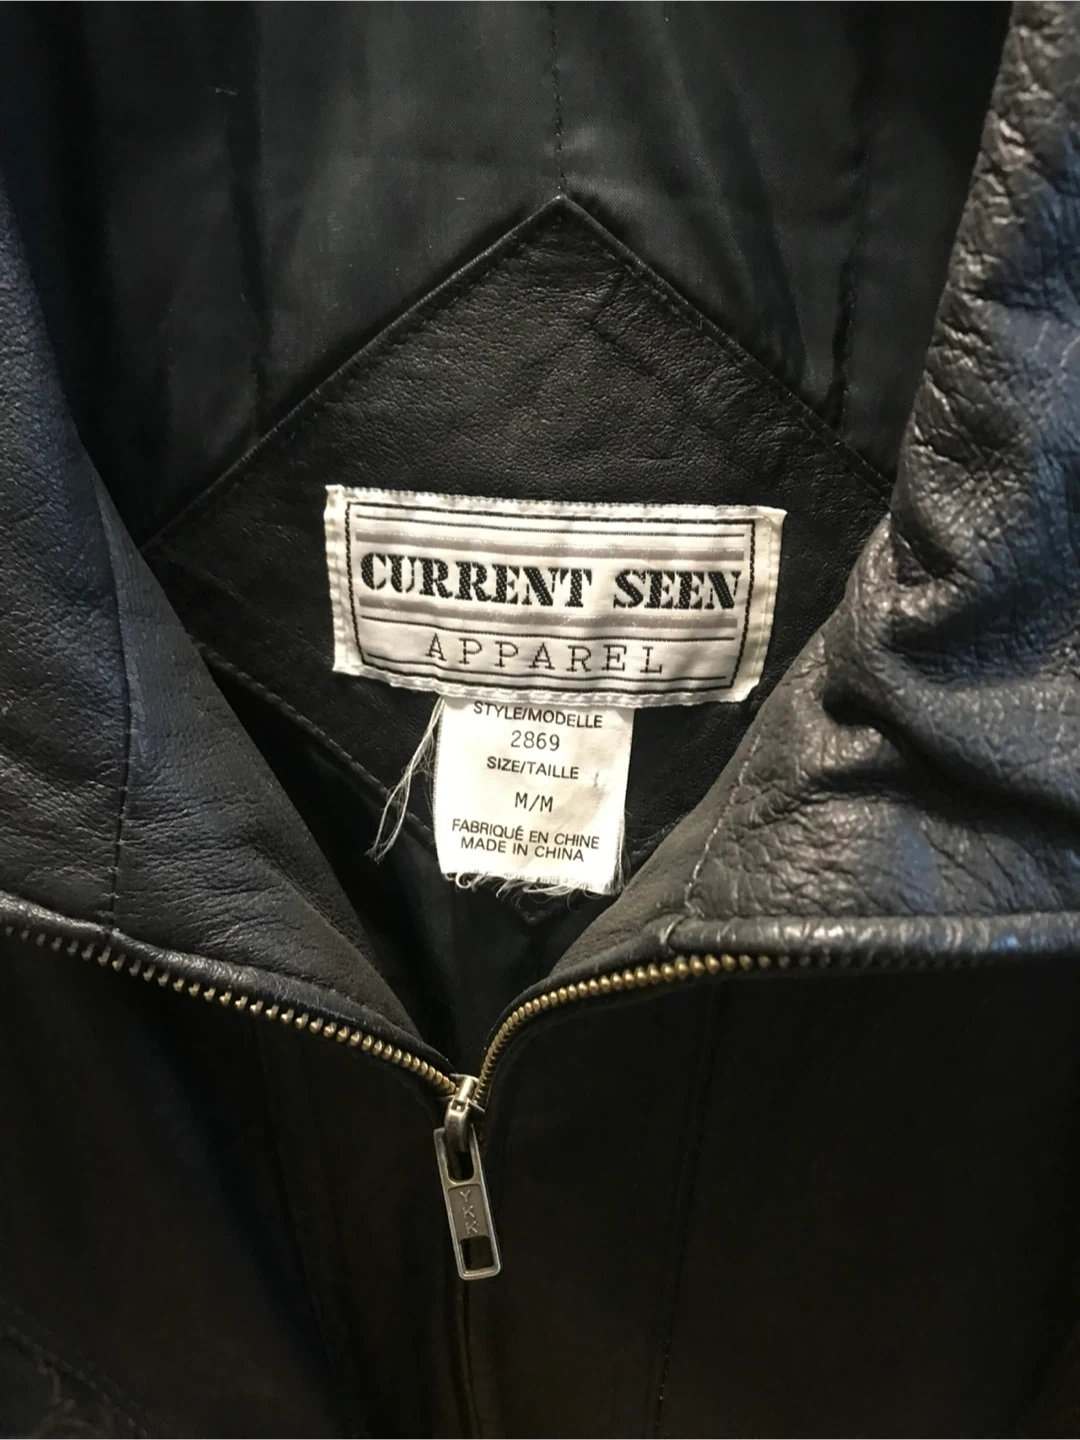 CURRENT SEEN
APPAREL
STYLE/MODELLE
2869
SIZE/TAILLE
M/M
FABRIQUÉ EN CHINE
MADE IN CHINA
YKK